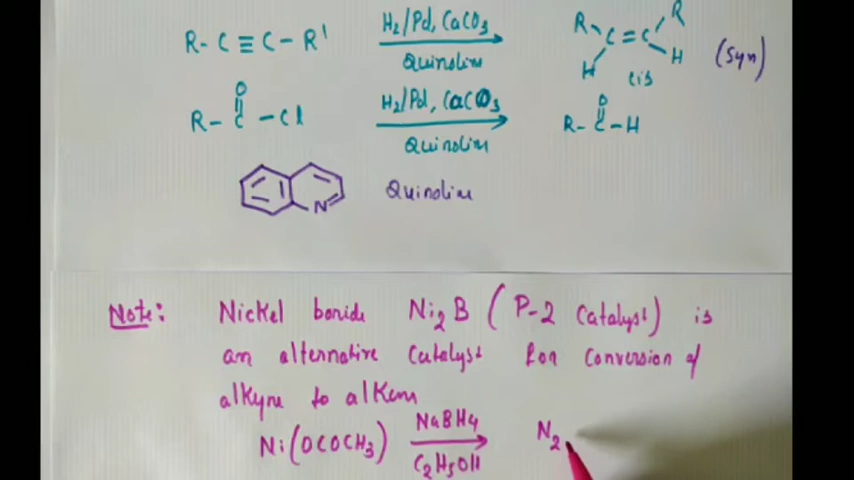 R - C ≡ C - R' H2/Pd, CaCO3 Quinolin R C = C R H H cis (Syn)
R - C - Cl O H2/Pd, CaCO3 Quinolin R - C - H O
N Quinolin
Note: Nickel boride Ni2B (P-2 Catalyst) is
an alternative Catalyst for conversion of
alkyne to alkene
Ni(OCOCH3) NaBH4 C2H5OH N2